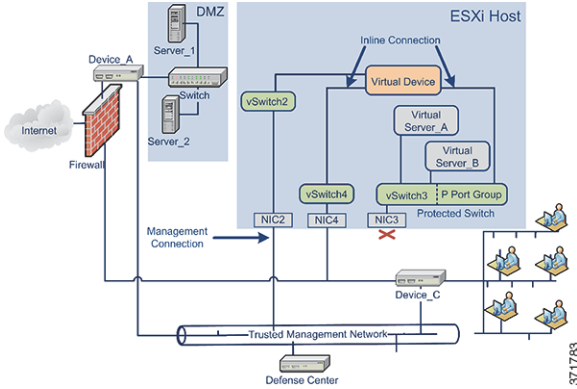 DMZ
ESXi Host
Server_1
Inline Connection
Device_A
Virtual Device
Switch
vSwitch2
Virtual
Server_A
Internet
Server_2
Virtual
Server_B
Firewall
vSwitch4
vSwitch3
P Port Group
NIC2
NIC4
NIC3
Protected Switch
Management
Connection
Device_C
Trusted Management Network
Defense Center
371783